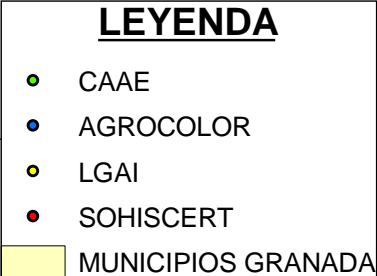 LEYENDA
CAAE
AGROCOLOR
LGAI
SOHISCERT
MUNICIPIOS GRANADA